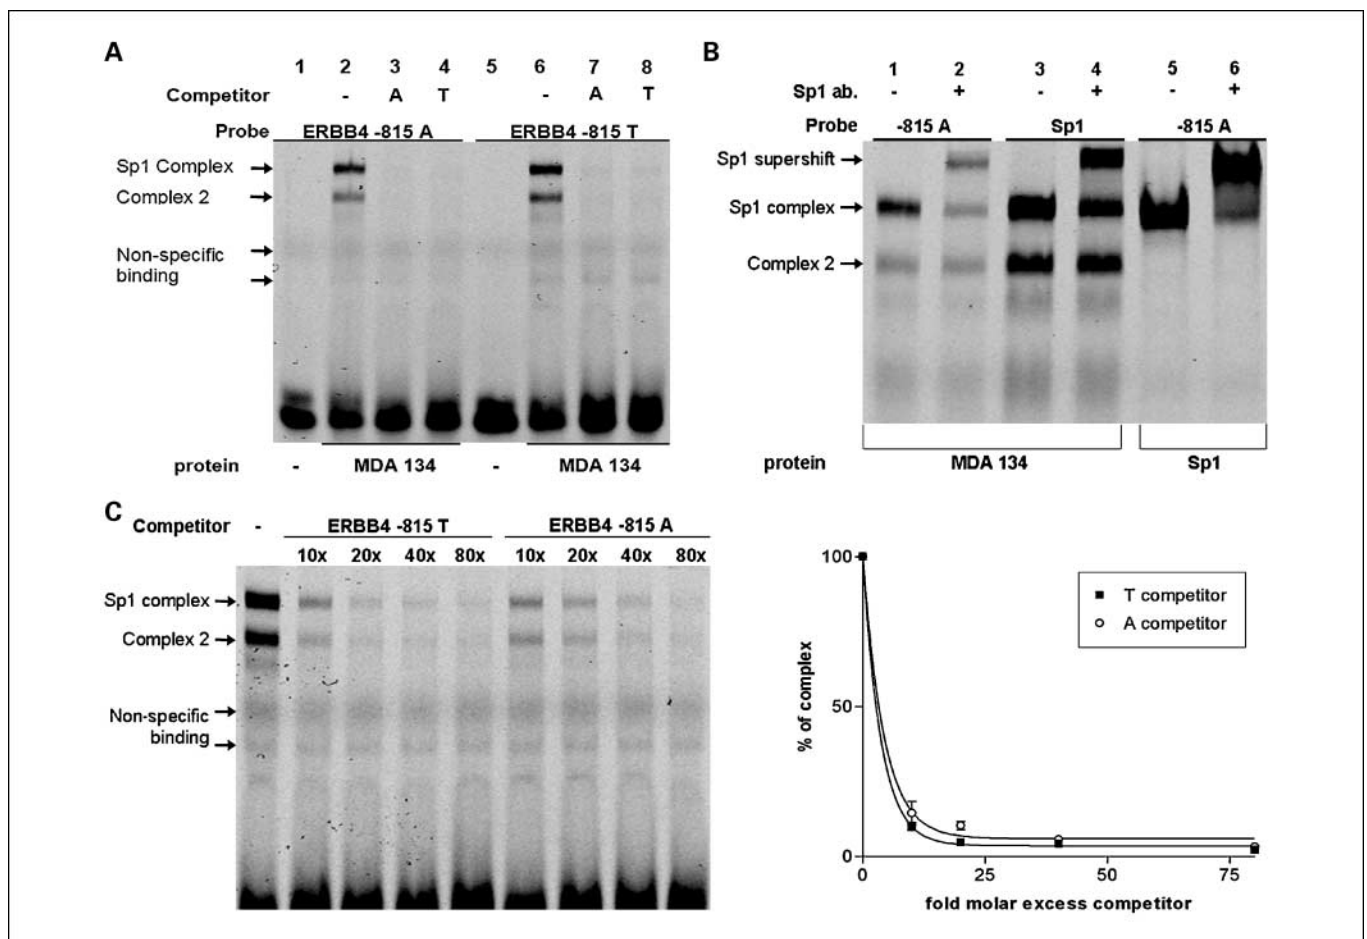 A
1 2 3 4 5 6 7 8
Competitor - A T - A T
Probe ERBB4 -815 A ERBB4 -815 T
Sp1 Complex
Complex 2
Non-specific
binding
protein - MDA 134 - MDA 134
B
1 2 3 4 5 6
Sp1 ab. - + - + - +
Probe -815 A Sp1 -815 A
Sp1 supershift
Sp1 complex
Complex 2
protein MDA 134 Sp1
C
Competitor - ERBB4 -815 T ERBB4 -815 A
10x 20x 40x 80x 10x 20x 40x 80x
Sp1 complex
Complex 2
Non-specific
binding
100
50
0
% of complex
T competitor
A competitor
0 25 50 75
fold molar excess competitor